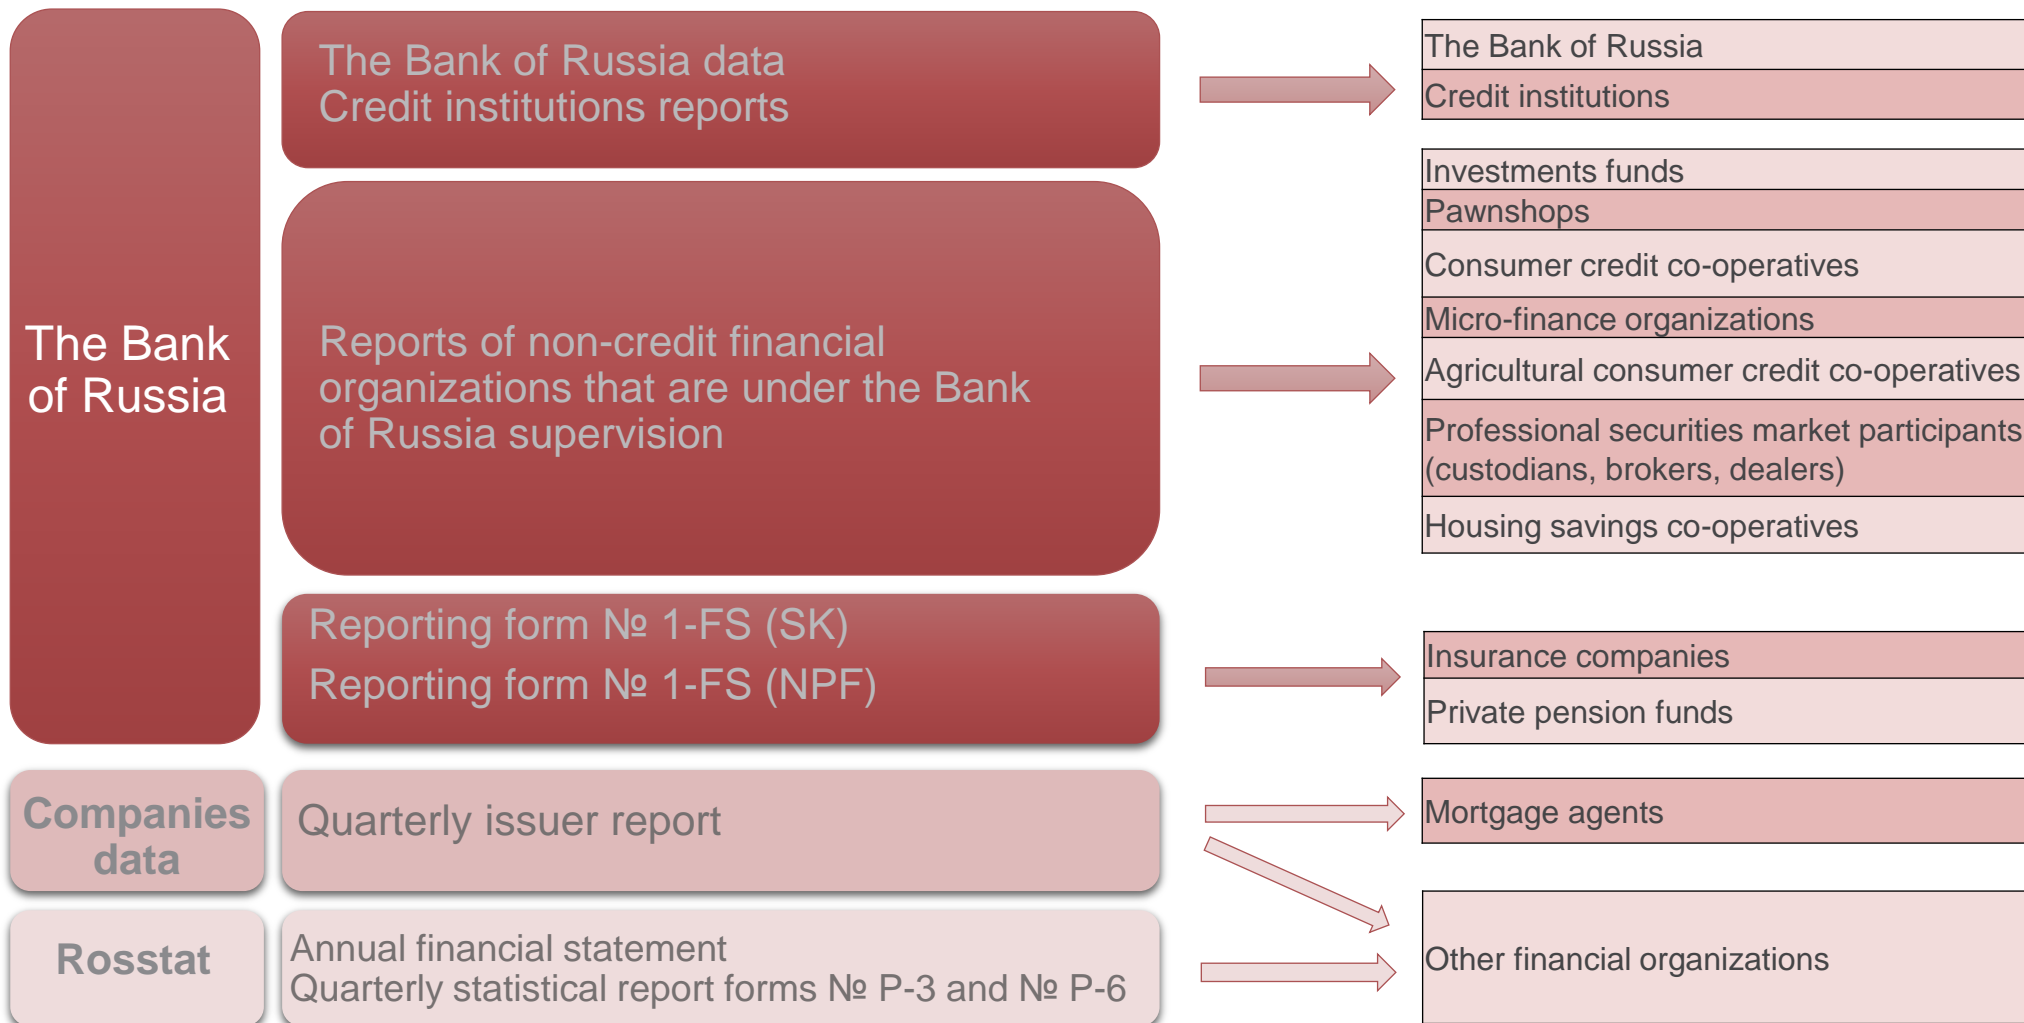 The Bank
of Russia
The Bank of Russia data
Credit institutions reports
The Bank of Russia
Credit institutions
Reports of non-credit financial
organizations that are under the Bank
of Russia supervision
Investments funds
Pawnshops
Consumer credit co-operatives
Micro-finance organizations
Agricultural consumer credit co-operatives
Professional securities market participants
(custodians, brokers, dealers)
Housing savings co-operatives
Reporting form № 1-FS (SK)
Reporting form № 1-FS (NPF)
Insurance companies
Private pension funds
Companies
data
Quarterly issuer report
Mortgage agents
Rosstat
Annual financial statement
Quarterly statistical report forms № P-3 and № P-6
Other financial organizations